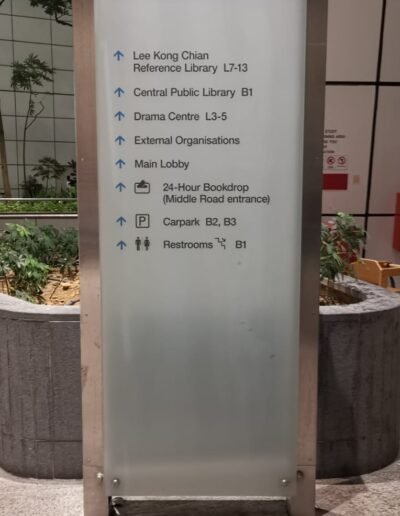 Lee Kong Chian
Reference Library L7-13
Central Public Library B1
Drama Centre L3-5
External Organisations
Main Lobby
24-Hour Bookdrop
(Middle Road entrance)
P Carpark B2, B3
Restrooms B1